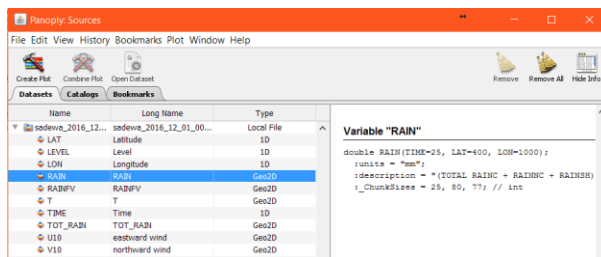 Panoply: Sources
File Edit View History Bookmarks Plot Window Help
Create Plot Combine Plot Open Dataset Remove Remove All Hide Info
Datasets Catalogs Bookmarks
Name Long Name Type
sadewa_2016_12... sadewa_2016_12_01_00... Local File
LAT Latitude 1D
LEVEL Level 1D
LON Longitude 1D
RAIN RAIN Geo2D
RAINFV RAINFV Geo2D
T T Geo2D
TIME Time 1D
TOT_RAIN TOT_RAIN Geo2D
U10 eastward wind Geo2D
V10 northward wind Geo2D
Variable "RAIN"
double RAIN(TIME=25, LAT=400, LON=1000);
:units = "mm";
:description = "(TOTAL RAINC + RAINNC + RAINSH)
:_ChunkSizes = 25, 80, 77; // int